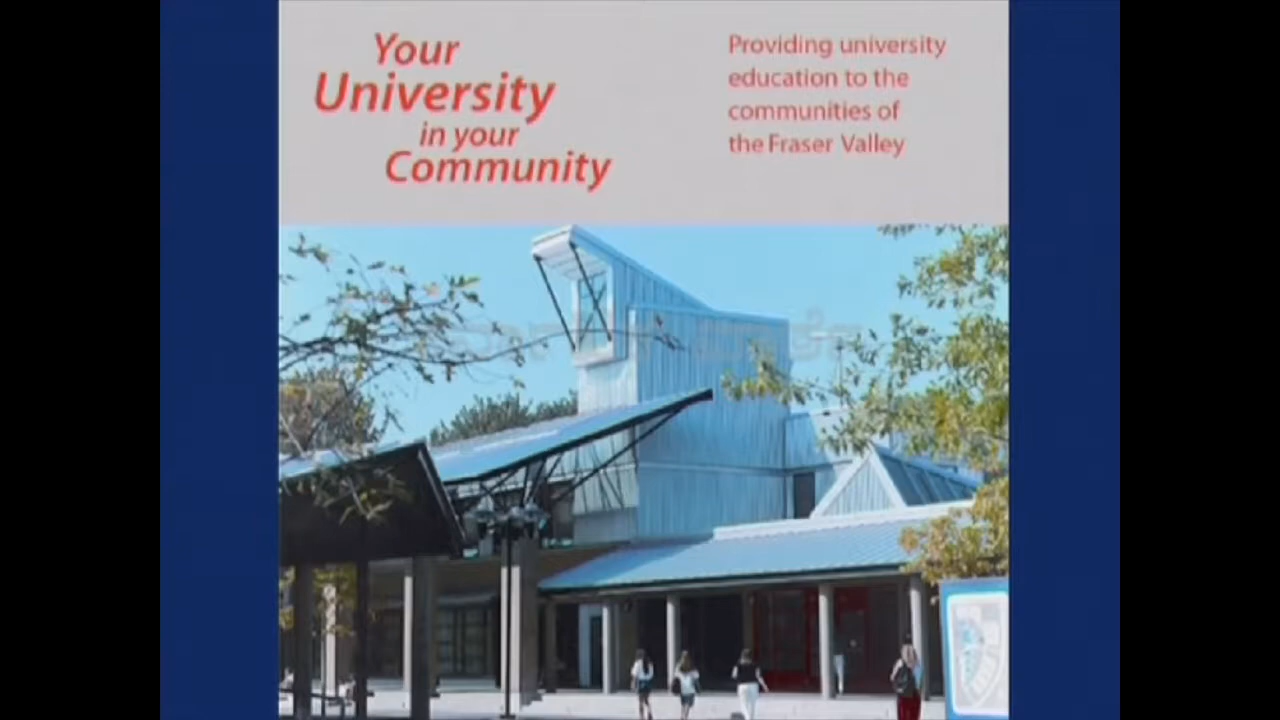 Your
University
in your
Community
Providing university
education to the
communities of
the Fraser Valley